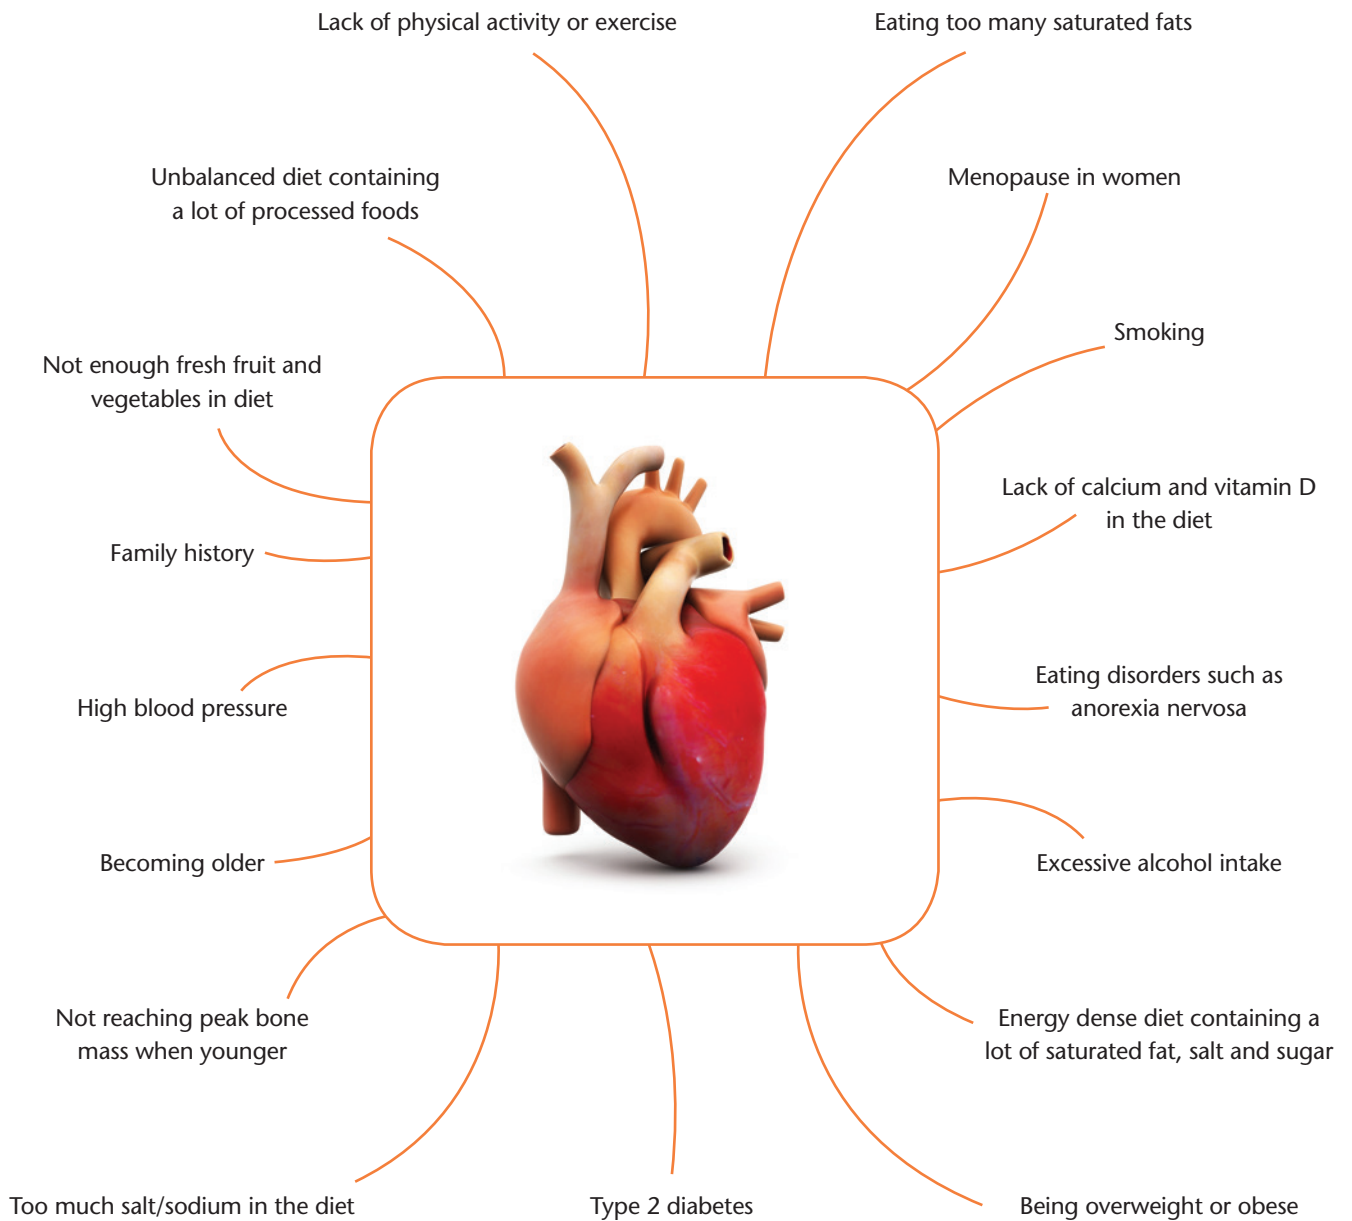 Lack of physical activity or exercise
Eating too many saturated fats
Unbalanced diet containing
a lot of processed foods
Menopause in women
Smoking
Not enough fresh fruit and
vegetables in diet
Lack of calcium and vitamin D
in the diet
Family history
Eating disorders such as
anorexia nervosa
High blood pressure
Becoming older
Excessive alcohol intake
Not reaching peak bone
mass when younger
Energy dense diet containing a
lot of saturated fat, salt and sugar
Too much salt/sodium in the diet
Type 2 diabetes
Being overweight or obese